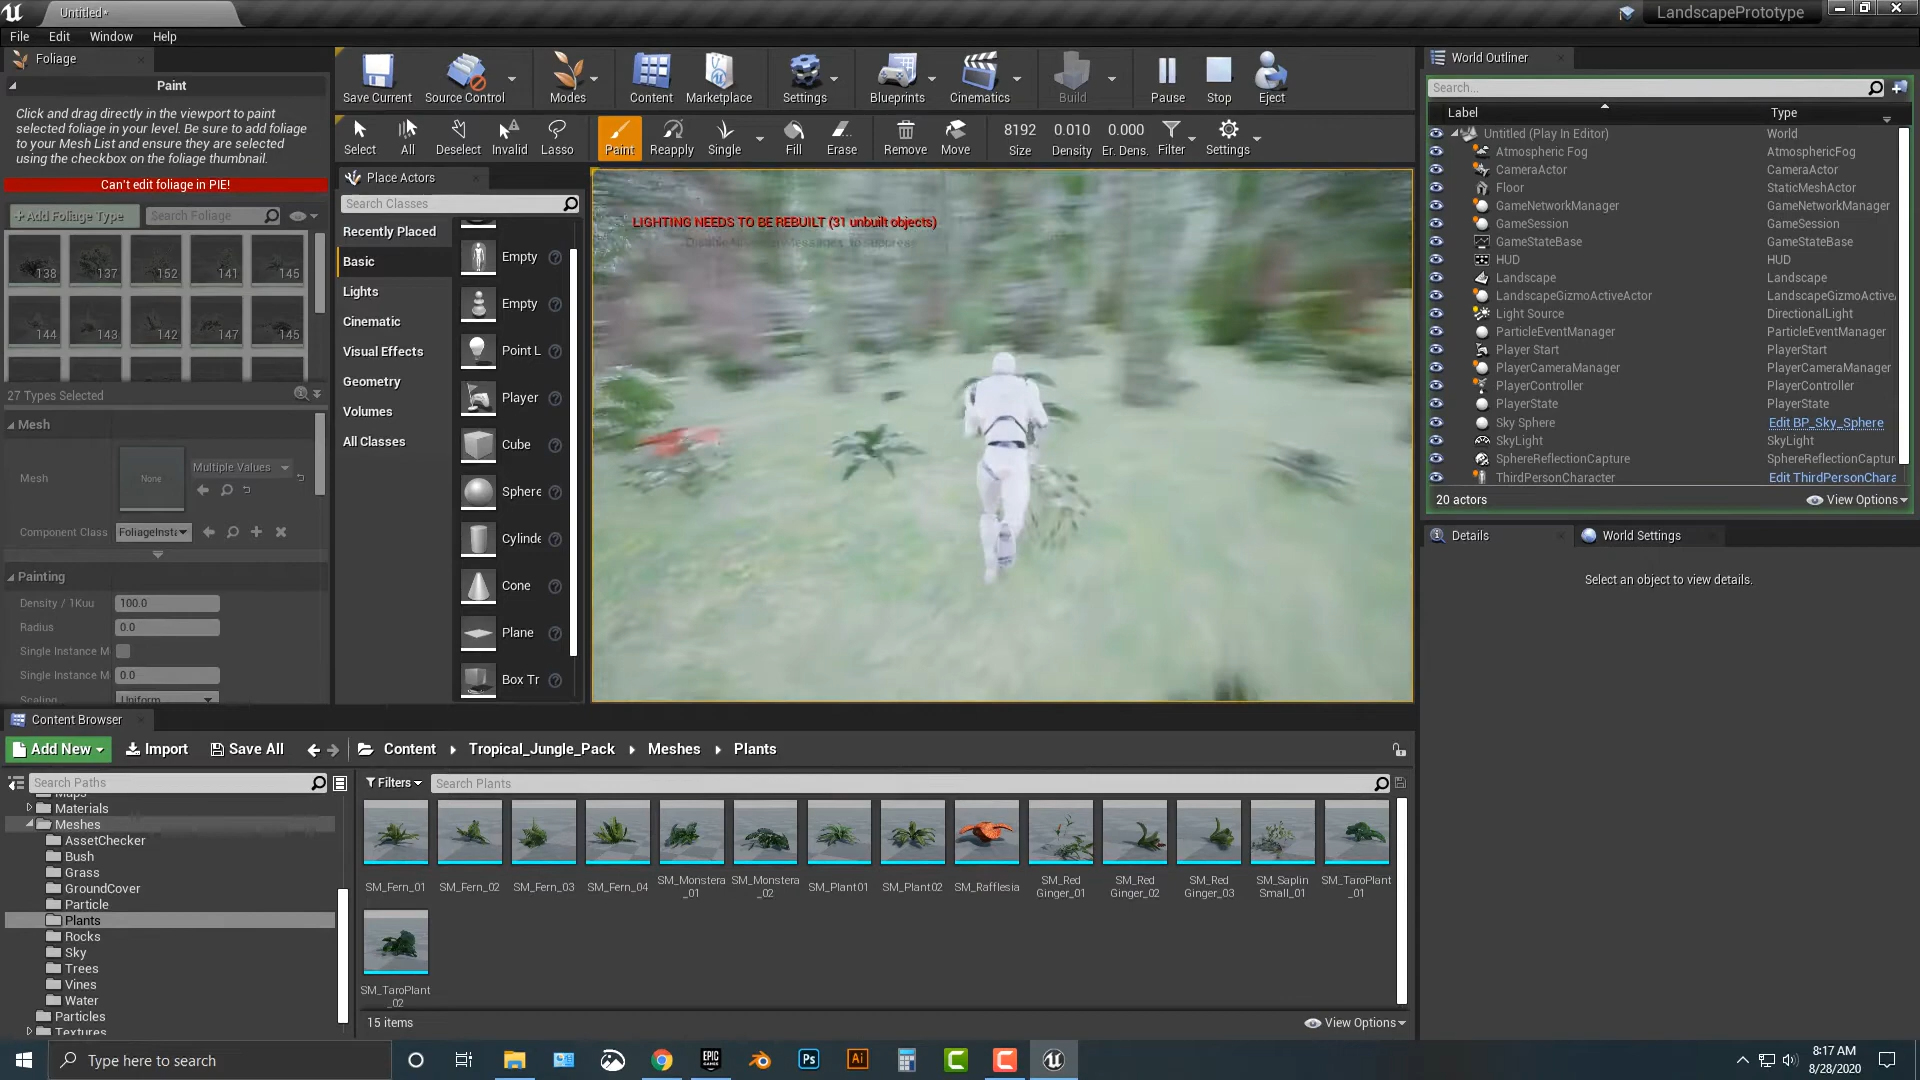 Untitled*
LandscapePrototype
File Edit Window Help
Foliage
Paint
Click and drag directly in the viewport to paint
selected foliage in your level. Be sure to add foliage
to your Mesh List and ensure they are selected
using the checkbox on the foliage thumbnail.
Can't edit foliage in PIE!
+Add Foliage Type
Search Foliage
138 137 152 141 145
144 143 142 147 145
27 Types Selected
Mesh
Mesh
None
Multiple Values
Component Class
FoliageInsta
Painting
Density / 1Kuu 100.0
Radius 0.0
Single Instance M
Single Instance M 0.0
Scaling Uniform
Save Current Source Control Modes Content Marketplace Settings Blueprints Cinematics Build Pause Stop Eject
Select All Deselect Invalid Lasso Paint Reapply Single Fill Erase Remove Move
8192 0.010 0.000
Size Density Er. Dens. Filter Settings
Place Actors
Search Classes
Recently Placed
Basic
Lights
Cinematic
Visual Effects
Geometry
Volumes
All Classes
Empty
Empty
Point L
Player
Cube
Sphere
Cylinde
Cone
Plane
Box Tr
LIGHTING NEEDS TO BE REBUILT (31 unbuilt objects)
World Outliner
Search...
Label Type
Untitled (Play In Editor) World
Atmospheric Fog AtmosphericFog
CameraActor CameraActor
Floor StaticMeshActor
GameNetworkManager GameNetworkManager
GameSession GameSession
GameStateBase GameStateBase
HUD HUD
Landscape Landscape
LandscapeGizmoActiveActor LandscapeGizmoActiveA
Light Source DirectionalLight
ParticleEventManager ParticleEventManager
Player Start PlayerStart
PlayerCameraManager PlayerCameraManager
PlayerController PlayerController
PlayerState PlayerState
Sky Sphere Edit BP_Sky_Sphere
SkyLight SkyLight
SphereReflectionCapture SphereReflectionCaptur
ThirdPersonCharacter Edit ThirdPersonChara
20 actors
View Options
Details
World Settings
Select an object to view details.
Content Browser
Add New Import Save All Content Tropical_Jungle_Pack Meshes Plants
Search Paths
Filters
Search Plants
Maps
Materials
Meshes
AssetChecker
Bush
Grass
GroundCover
Particle
Plants
Rocks
Sky
Trees
Vines
Water
Particles
Textures
SM_Fern_01 SM_Fern_02 SM_Fern_03 SM_Fern_04 SM_Monstera_01 SM_Monstera_02 SM_Plant01 SM_Plant02 SM_Rafflesia SM_Red Ginger_01 SM_Red Ginger_02 SM_Red Ginger_03 SM_Saplin Small_01 SM_TaroPlant_01
SM_TaroPlant_02
15 items
View Options
Type here to search
EPIC GAMES
Ps
Ai
8:17 AM
8/28/2020